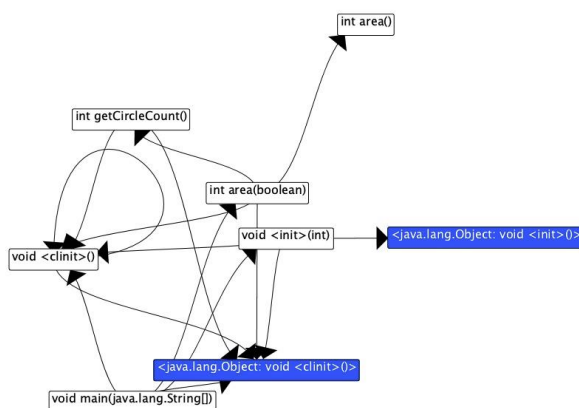 int area()
int getCircleCount()
int area(boolean)
void <init>(int)
<java.lang.Object: void <init>()>
void <clinit>()
<java.lang.Object: void <clinit>()>
void main(java.lang.String[])